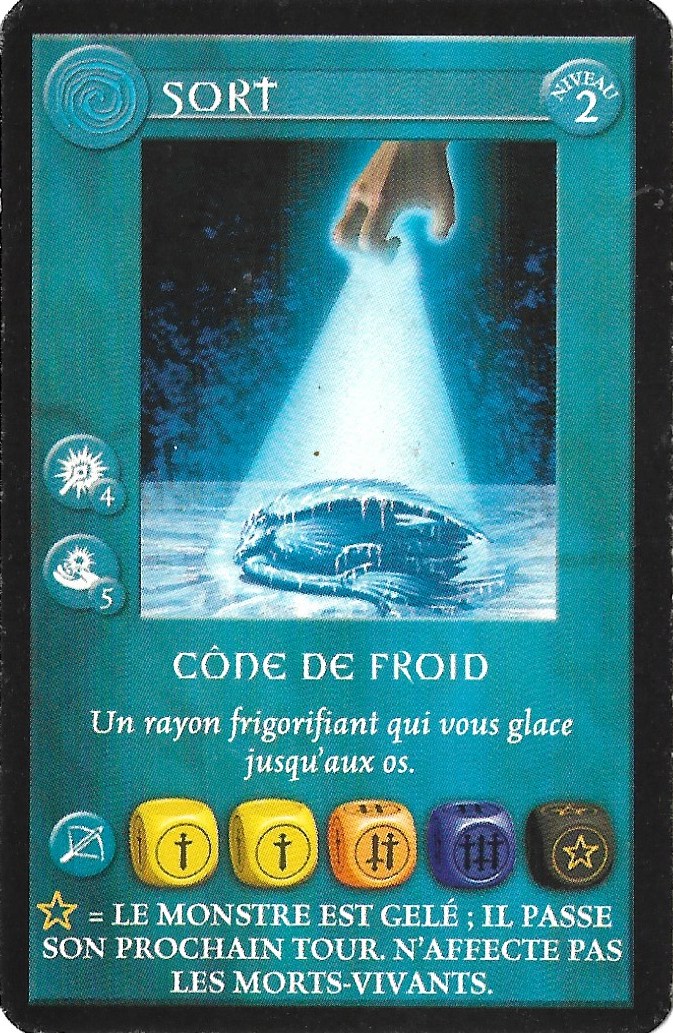 SORT
NIVEAU
2
4
5
CÔNE DE FROID
Un rayon frigorifiant qui vous glace
jusqu'aux os.
= LE MONSTRE EST GELÉ ; IL PASSE
SON PROCHAIN TOUR. N'AFFECTE PAS
LES MORTS-VIVANTS.